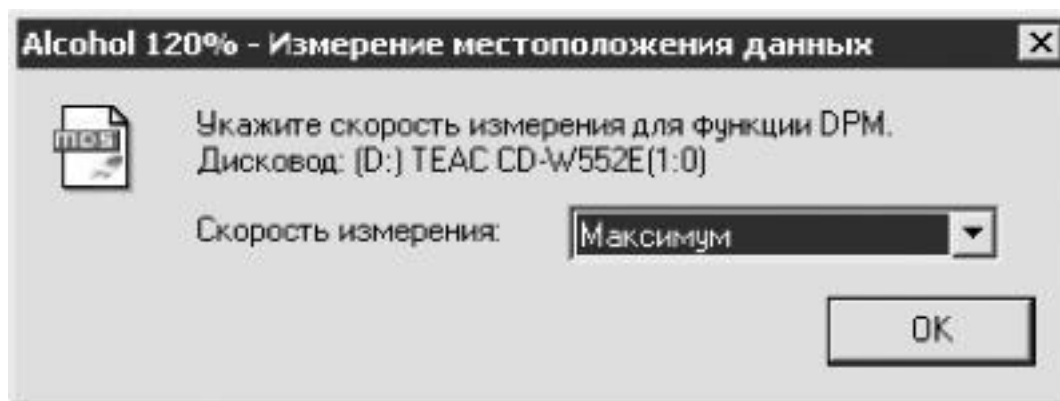 Alcohol 120% - Измерение местоположения данных
mds
Укажите скорость измерения для функции DPM.
Дисковод: (D:) TEAC CD-W552E(1:0)
Скорость измерения: Максимум
OK